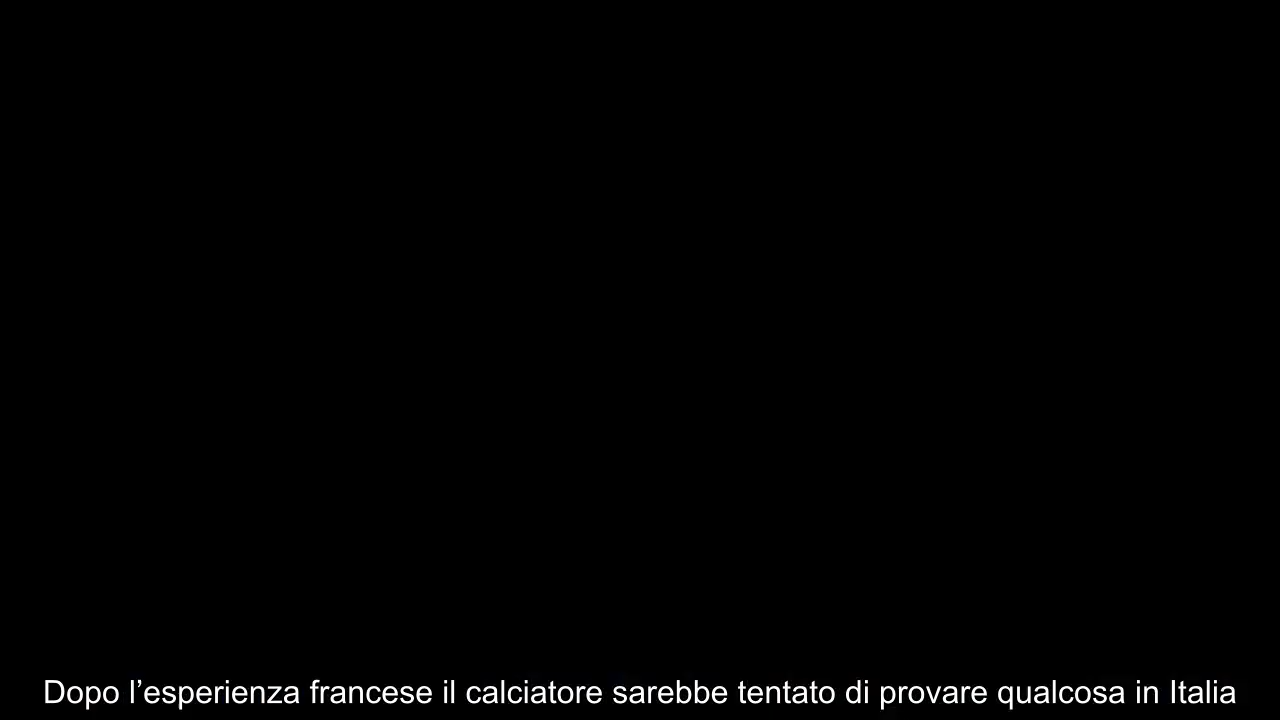 Dopo l’esperienza francese il calciatore sarebbe tentato di provare qualcosa in Italia